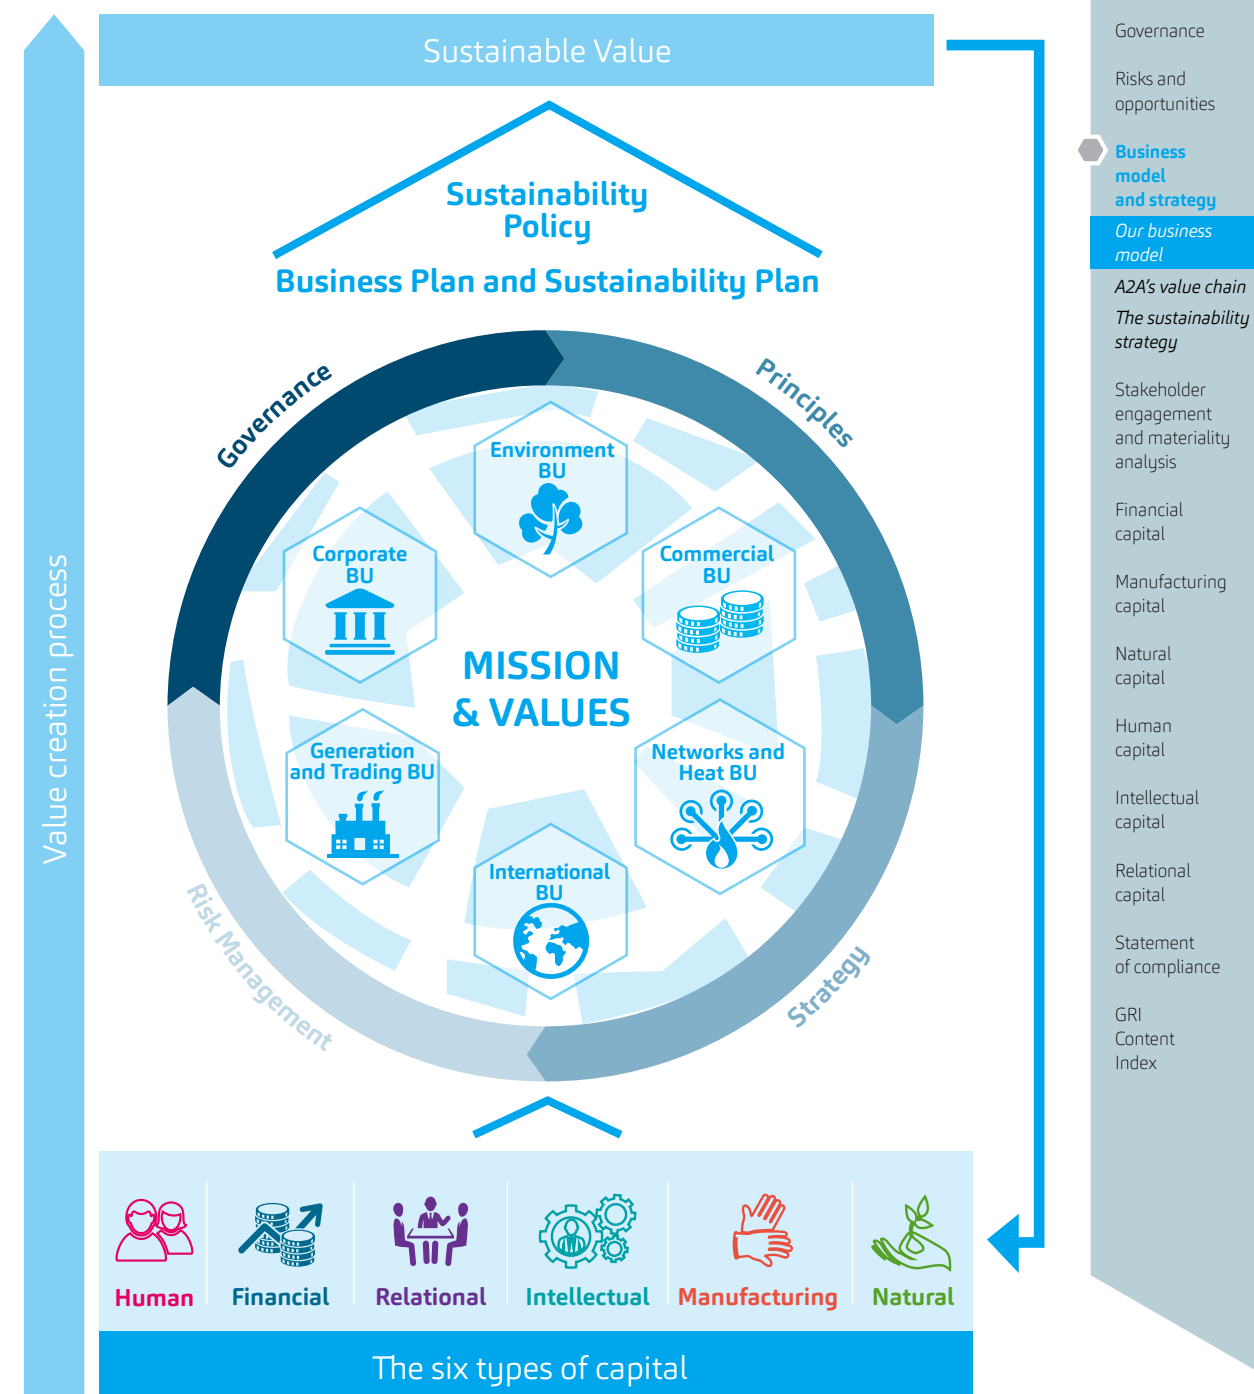 Sustainable Value
Sustainability
Policy
Business Plan and Sustainability Plan
Governance
Principles
Environment
BU
Corporate
BU
Commercial
BU
MISSION
& VALUES
Generation
and Trading BU
Networks and
Heat BU
International
BU
Risk Management
Strategy
Value creation process
Human
Financial
Relational
Intellectual
Manufacturing
Natural
The six types of capital
Governance
Risks and
opportunities
Business
model
and strategy
Our business
model
A2A's value chain
The sustainability
strategy
Stakeholder
engagement
and materiality
analysis
Financial
capital
Manufacturing
capital
Natural
capital
Human
capital
Intellectual
capital
Relational
capital
Statement
of compliance
GRI
Content
Index